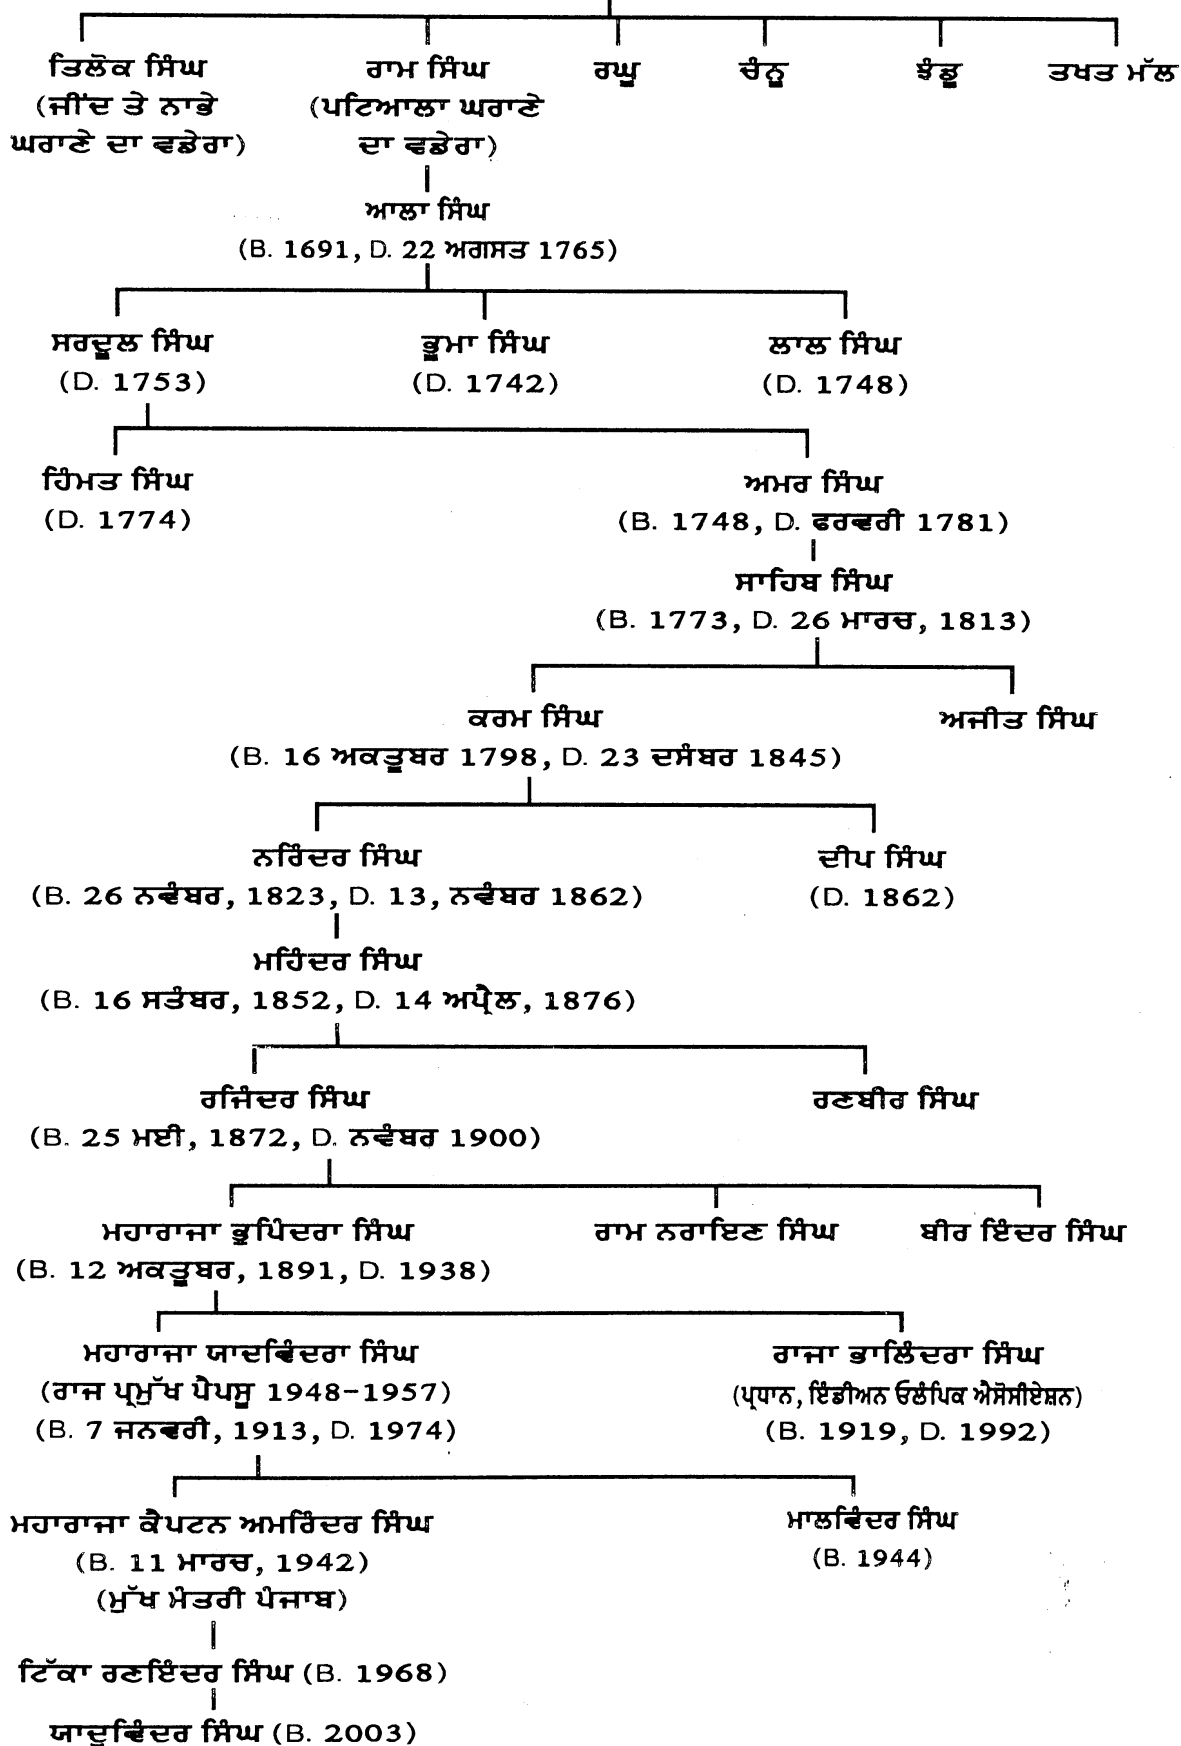 ਤਿਲੋਕ ਸਿੰਘ ਰਾਮ ਸਿੰਘ ਰਘੂ ਚੰਨੂ ਝੰਡੂ ਤਖਤ ਮੱਲ
(ਜੀਂਦ ਤੇ ਨਾਭੇ (ਪਟਿਆਲਾ ਘਰਾਣੇ
ਘਰਾਣੇ ਦਾ ਵਡੇਰਾ) ਦਾ ਵਡੇਰਾ)
ਆਲਾ ਸਿੰਘ
(B. 1691, D. 22 ਅਗਸਤ 1765)
ਸਰਦੂਲ ਸਿੰਘ ਭੂਮਾ ਸਿੰਘ ਲਾਲ ਸਿੰਘ
(D. 1753) (D. 1742) (D. 1748)
ਹਿੰਮਤ ਸਿੰਘ ਅਮਰ ਸਿੰਘ
(D. 1774) (B. 1748, D. ਫਰਵਰੀ 1781)
ਸਾਹਿਬ ਸਿੰਘ
(B. 1773, D. 26 ਮਾਰਚ, 1813)
ਕਰਮ ਸਿੰਘ ਅਜੀਤ ਸਿੰਘ
(B. 16 ਅਕਤੂਬਰ 1798, D. 23 ਦਸੰਬਰ 1845)
ਨਰਿੰਦਰ ਸਿੰਘ ਦੀਪ ਸਿੰਘ
(B. 26 ਨਵੰਬਰ, 1823, D. 13, ਨਵੰਬਰ 1862) (D. 1862)
ਮਹਿੰਦਰ ਸਿੰਘ
(B. 16 ਸਤੰਬਰ, 1852, D. 14 ਅਪ੍ਰੈਲ, 1876)
ਰਜਿੰਦਰ ਸਿੰਘ ਰਣਬੀਰ ਸਿੰਘ
(B. 25 ਮਈ, 1872, D. ਨਵੰਬਰ 1900)
ਮਹਾਰਾਜਾ ਭੁਪਿੰਦਰਾ ਸਿੰਘ ਰਾਮ ਨਰਾਇਣ ਸਿੰਘ ਬੀਰ ਇੰਦਰ ਸਿੰਘ
(B. 12 ਅਕਤੂਬਰ, 1891, D. 1938)
ਮਹਾਰਾਜਾ ਯਾਦਵਿੰਦਰਾ ਸਿੰਘ ਰਾਜਾ ਭਾਲਿੰਦਰਾ ਸਿੰਘ
(ਰਾਜ ਪ੍ਰਮੁੱਖ ਪੈਪਸੂ 1948-1957) (ਪ੍ਰਧਾਨ, ਇੰਡੀਅਨ ਓਲੰਪਿਕ ਐਸੋਸੀਏਸ਼ਨ)
(B. 7 ਜਨਵਰੀ, 1913, D. 1974) (B. 1919, D. 1992)
ਮਹਾਰਾਜਾ ਕੈਪਟਨ ਅਮਰਿੰਦਰ ਸਿੰਘ ਮਾਲਵਿੰਦਰ ਸਿੰਘ
(B. 11 ਮਾਰਚ, 1942) (B. 1944)
(ਮੁੱਖ ਮੰਤਰੀ ਪੰਜਾਬ)
ਟਿੱਕਾ ਰਣਇੰਦਰ ਸਿੰਘ (B. 1968)
ਯਾਦੂਵਿੰਦਰ ਸਿੰਘ (B. 2003)